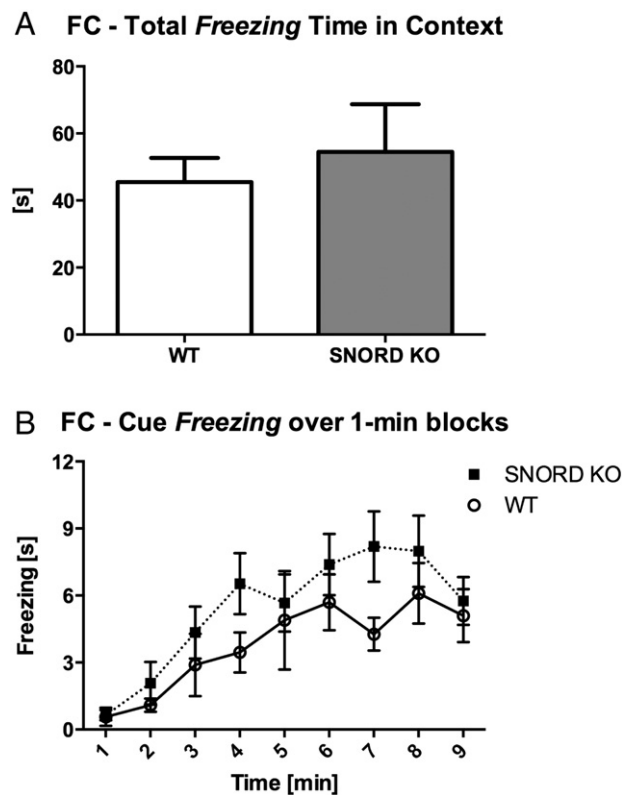 A FC - Total Freezing Time in Context
80
60
40
20
0
[s]
WT SNORD KO
B FC - Cue Freezing over 1-min blocks
12
9
6
3
0
Freezing [s]
SNORD KO
WT
1 2 3 4 5 6 7 8 9
Time [min]